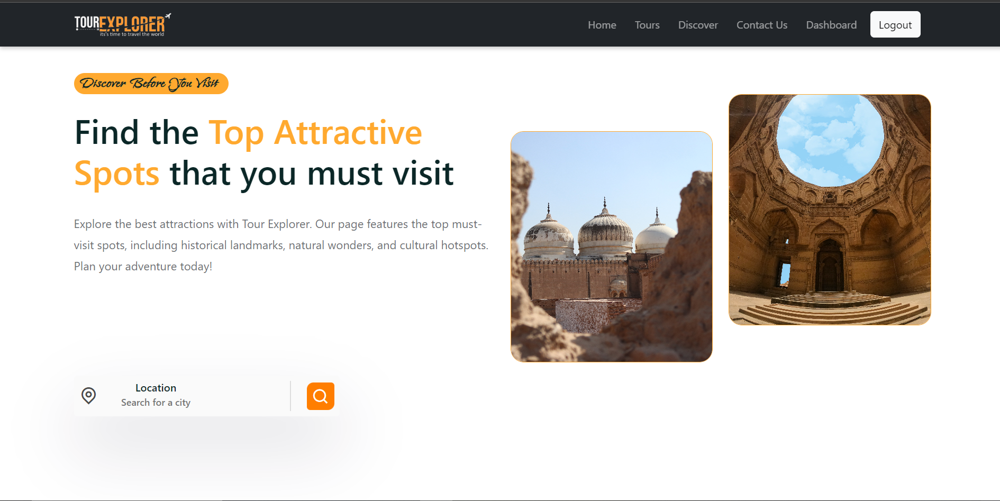 TOUREXPLORER
its's time to travel the world
Home Tours Discover Contact Us Dashboard Logout
Discover Before You Visit
Find the Top Attractive
Spots that you must visit
Explore the best attractions with Tour Explorer. Our page features the top must-
visit spots, including historical landmarks, natural wonders, and cultural hotspots.
Plan your adventure today!
Location
Search for a city